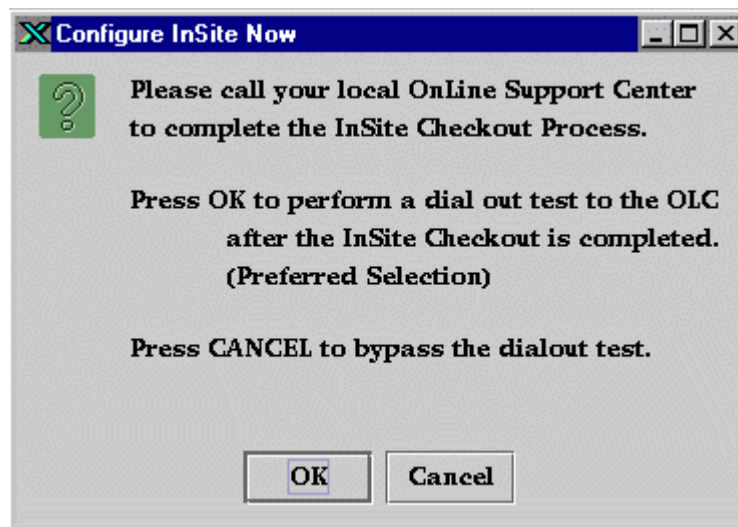 Configure InSite Now
Please call your local OnLine Support Center
to complete the InSite Checkout Process.
Press OK to perform a dial out test to the OLC
after the InSite Checkout is completed.
(Preferred Selection)
Press CANCEL to bypass the dialout test.
OK Cancel